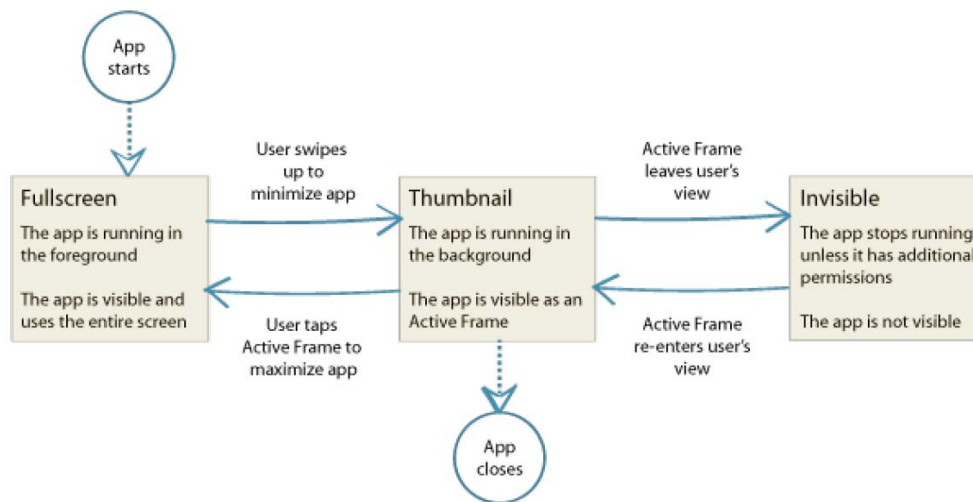 App
starts
User swipes
up to
minimize app
Active Frame
leaves user's
view
Fullscreen
The app is running in
the foreground
The app is visible and
uses the entire screen
Thumbnail
The app is running in
the background
The app is visible as an
Active Frame
Invisible
The app stops running
unless it has additional
permissions
The app is not visible
User taps
Active Frame to
maximize app
Active Frame
re-enters user's
view
App
closes